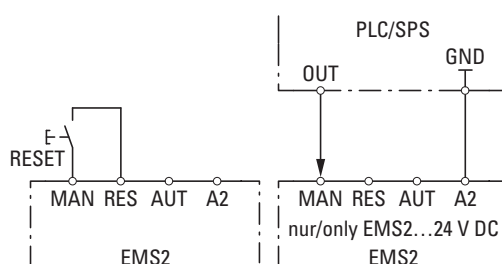 PLC/SPS
OUT
GND
RESET
MAN RES AUT A2
EMS2
MAN RES AUT A2
nur/only EMS2...24 V DC
EMS2